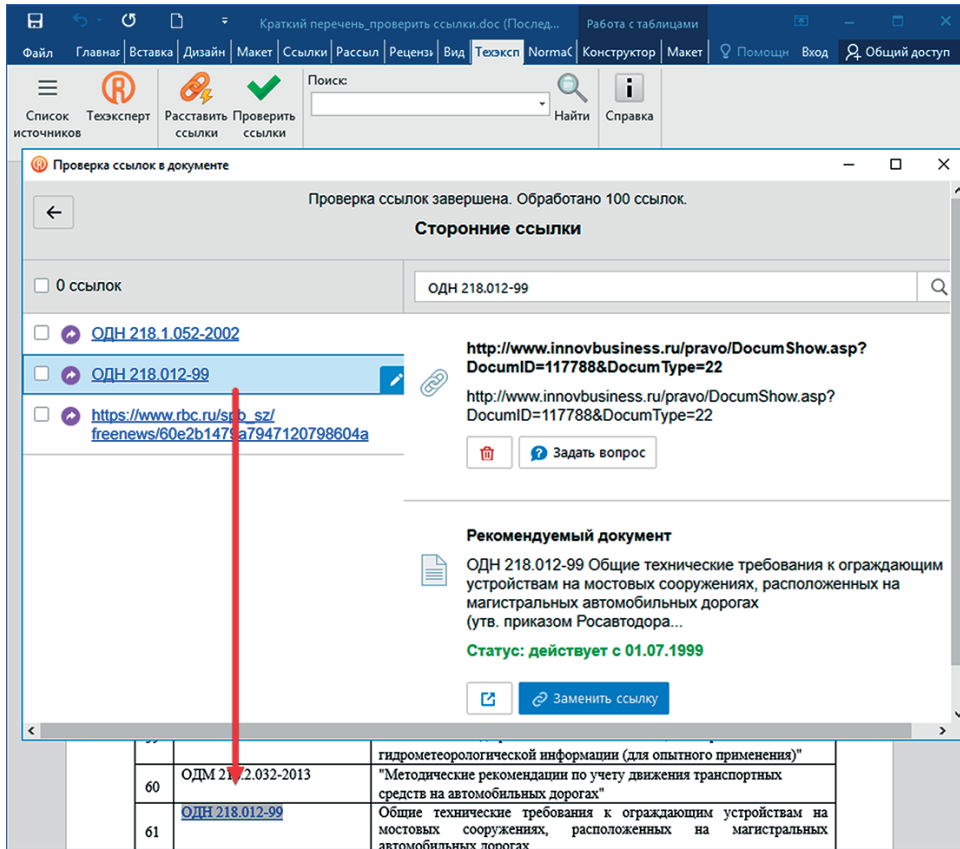 Краткий перечень_проверить ссылки.doc (Послед...
Работа с таблицами
Файл Главная Вставка Дизайн Макет Ссылки Рассыл Рецензи Вид Техэксп NormaC Конструктор Макет Помощн Вход Общий доступ
Список источников
Техэксперт
Расставить ссылки
Проверить ссылки
Поиск:
Найти
Справка
Проверка ссылок в документе
Проверка ссылок завершена. Обработано 100 ссылок.
Сторонние ссылки
0 ссылок
ОДН 218.012-99
ОДН 218.1.052-2002
ОДН 218.012-99
https://www.rbc.ru/spb_sz/
freenews/60e2b1479a7947120798604a
http://www.innovbusiness.ru/pravo/DocumShow.asp?
DocumID=117788&DocumType=22
http://www.innovbusiness.ru/pravo/DocumShow.asp?
DocumID=117788&DocumType=22
Задать вопрос
Рекомендуемый документ
ОДН 218.012-99 Общие технические требования к ограждающим
устройствам на мостовых сооружениях, расположенных на
магистральных автомобильных дорогах
(утв. приказом Росавтодора...
Статус: действует с 01.07.1999
Заменить ссылку
гидрометеорологической информации (для опытного применения)"
60 ОДМ 218.2.032-2013 "Методические рекомендации по учету движения транспортных
средств на автомобильных дорогах"
61 ОДН 218.012-99 Общие технические требования к ограждающим устройствам на
мостовых сооружениях, расположенных на магистральных
автомобильных дорогах